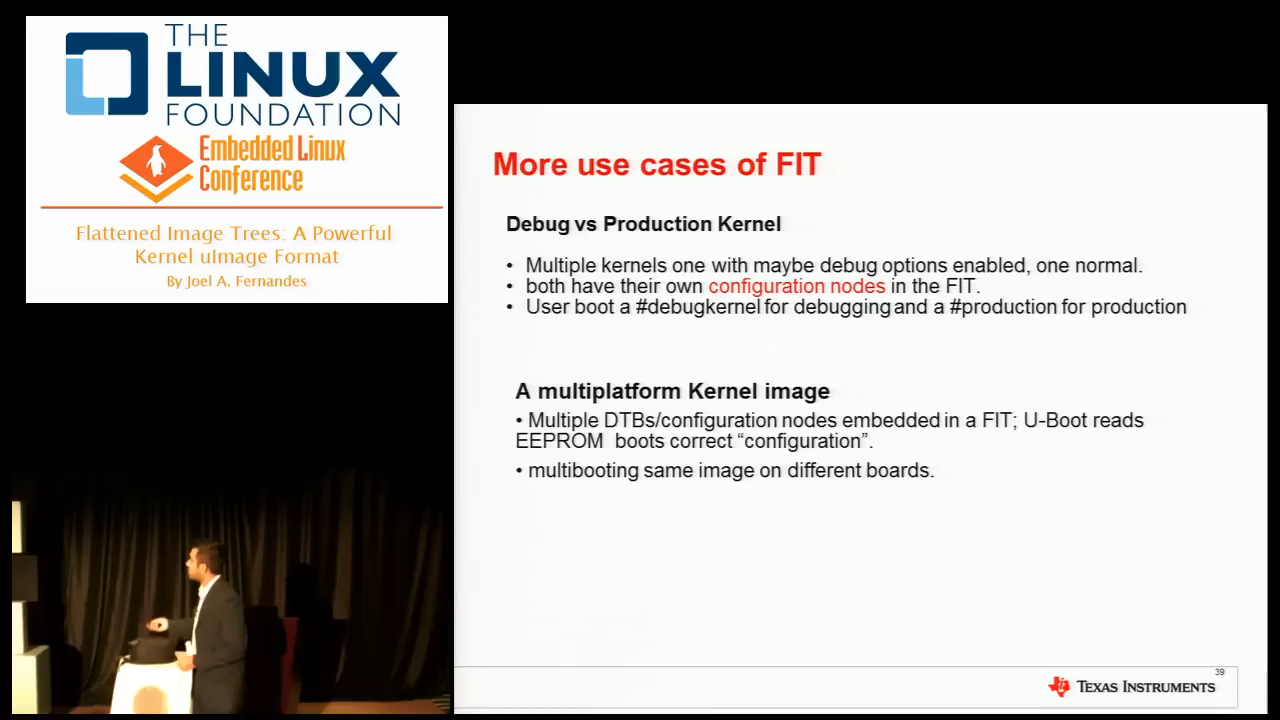 THE
LINUX
FOUNDATION
Embedded Linux
Conference
Flattened Image Trees: A Powerful
Kernel uImage Format
By Joel A. Fernandes
More use cases of FIT
Debug vs Production Kernel
• Multiple kernels one with maybe debug options enabled, one normal.
• both have their own configuration nodes in the FIT.
• User boot a #debugkernel for debugging and a #production for production
A multiplatform Kernel image
• Multiple DTBs/configuration nodes embedded in a FIT; U-Boot reads
EEPROM boots correct “configuration”.
• multibooting same image on different boards.
39
TEXAS INSTRUMENTS